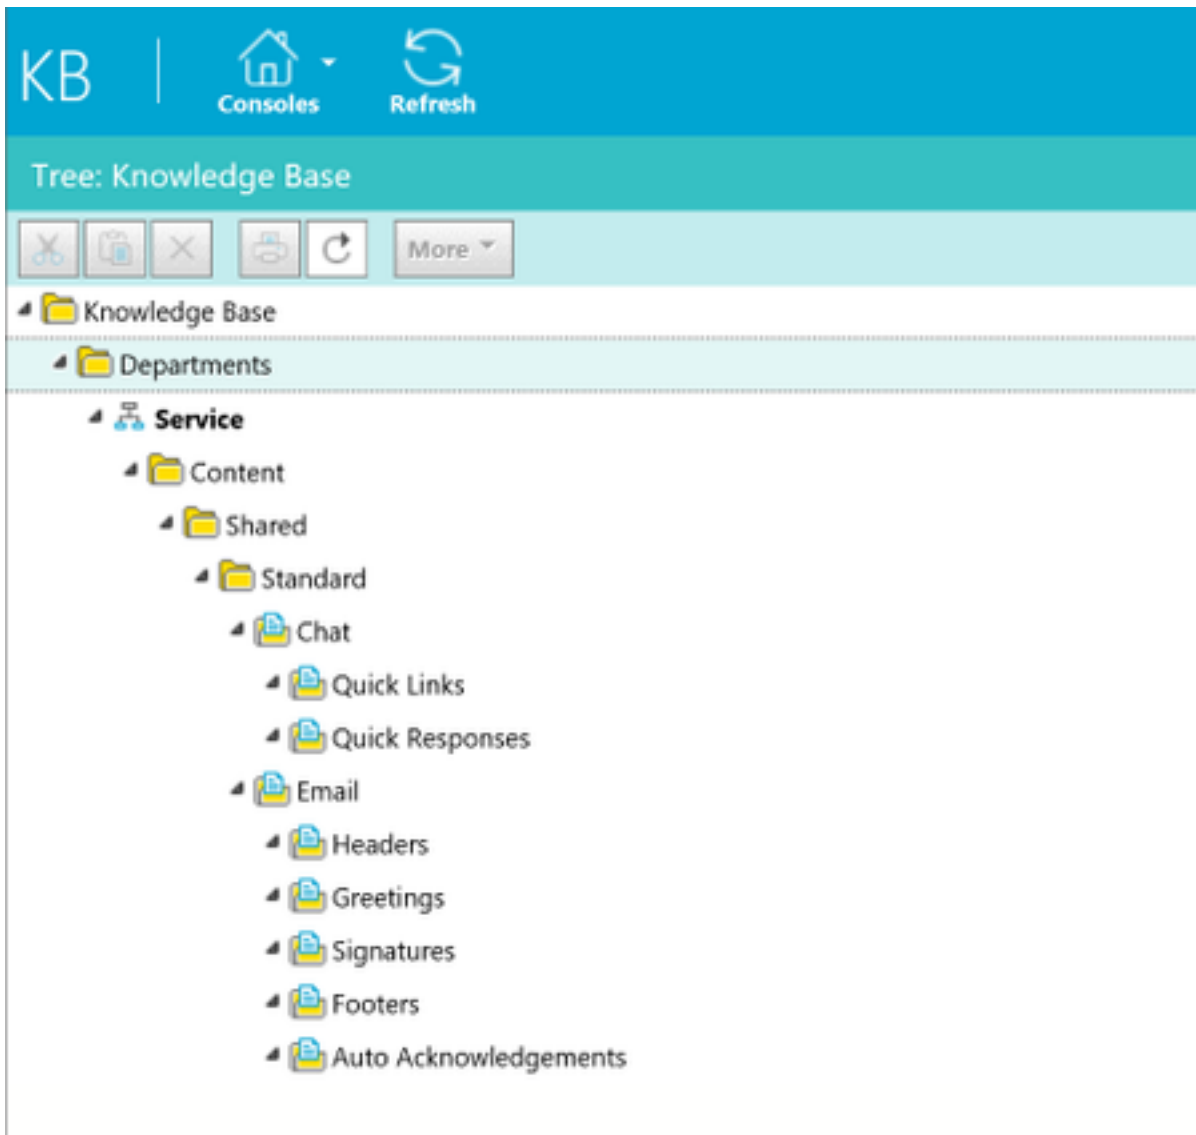 KB
Consoles
Refresh
Tree: Knowledge Base
More
Knowledge Base
Departments
Service
Content
Shared
Standard
Chat
Quick Links
Quick Responses
Email
Headers
Greetings
Signatures
Footers
Auto Acknowledgements